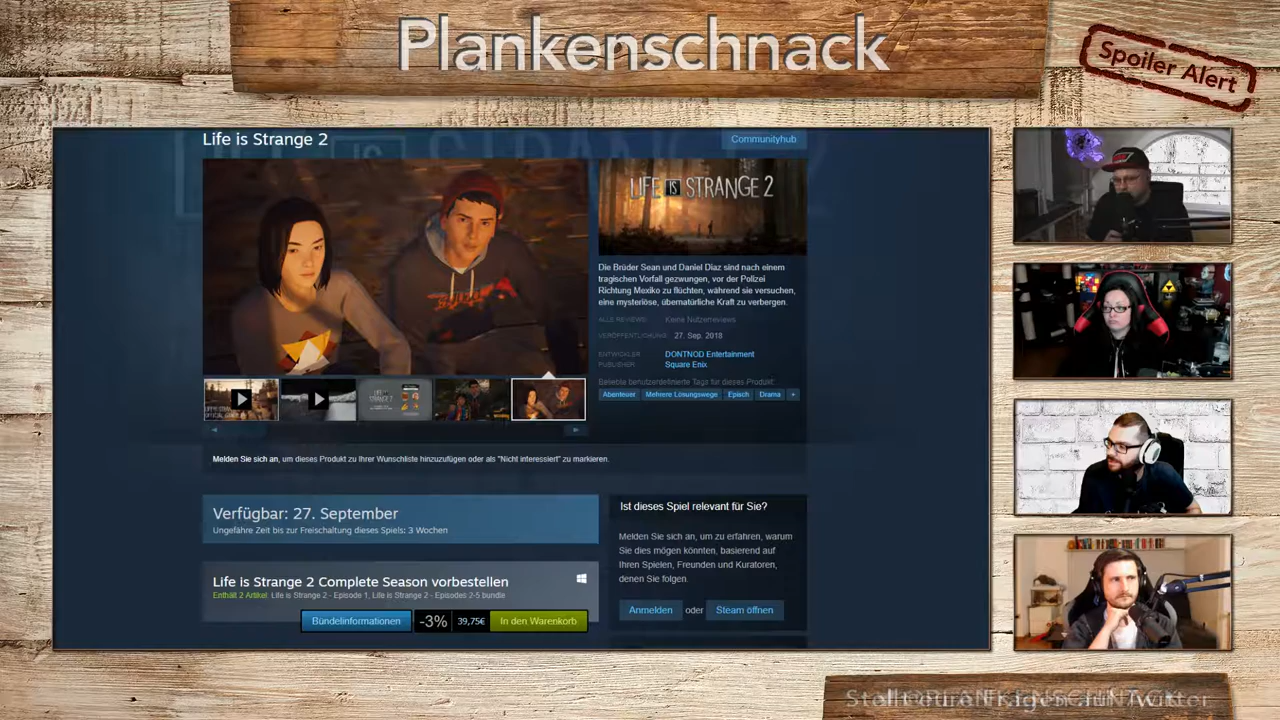 Plankenschnack
Spoiler Alert
Life is Strange 2
Communityhub
LIFE IS STRANGE 2
Die Brüder Sean und Daniel Diaz sind nach einem
tragischen Vorfall gezwungen, vor der Polizei
Richtung Mexiko zu flüchten, während sie versuchen,
eine mysteriöse, übernatürliche Kraft zu verbergen.
ALLE REVIEWS: Keine Nutzerreviews
VERÖFFENTLICHUNG: 27. Sep. 2018
ENTWICKLER DONTNOD Entertainment
PUBLISHER Square Enix
Beliebte benutzerdefinierte Tags für dieses Produkt:
Abenteuer Mehrere Lösungswege Episch Drama +
Melden Sie sich an, um dieses Produkt zu Ihrer Wunschliste hinzuzufügen oder als "Nicht interessiert" zu markieren.
Verfügbar: 27. September
Ungefähre Zeit bis zur Freischaltung dieses Spiels: 3 Wochen
Ist dieses Spiel relevant für Sie?
Melden Sie sich an, um zu erfahren, warum
Sie dies mögen könnten, basierend auf
Ihren Spielen, Freunden und Kuratoren,
denen Sie folgen.
Anmelden oder Steam öffnen
Life is Strange 2 Complete Season vorbestellen
Enthält 2 Artikel: Life is Strange 2 - Episode 1, Life is Strange 2 - Episodes 2-5 bundle
Bündelinformationen -3% 39,75€ In den Warenkorb